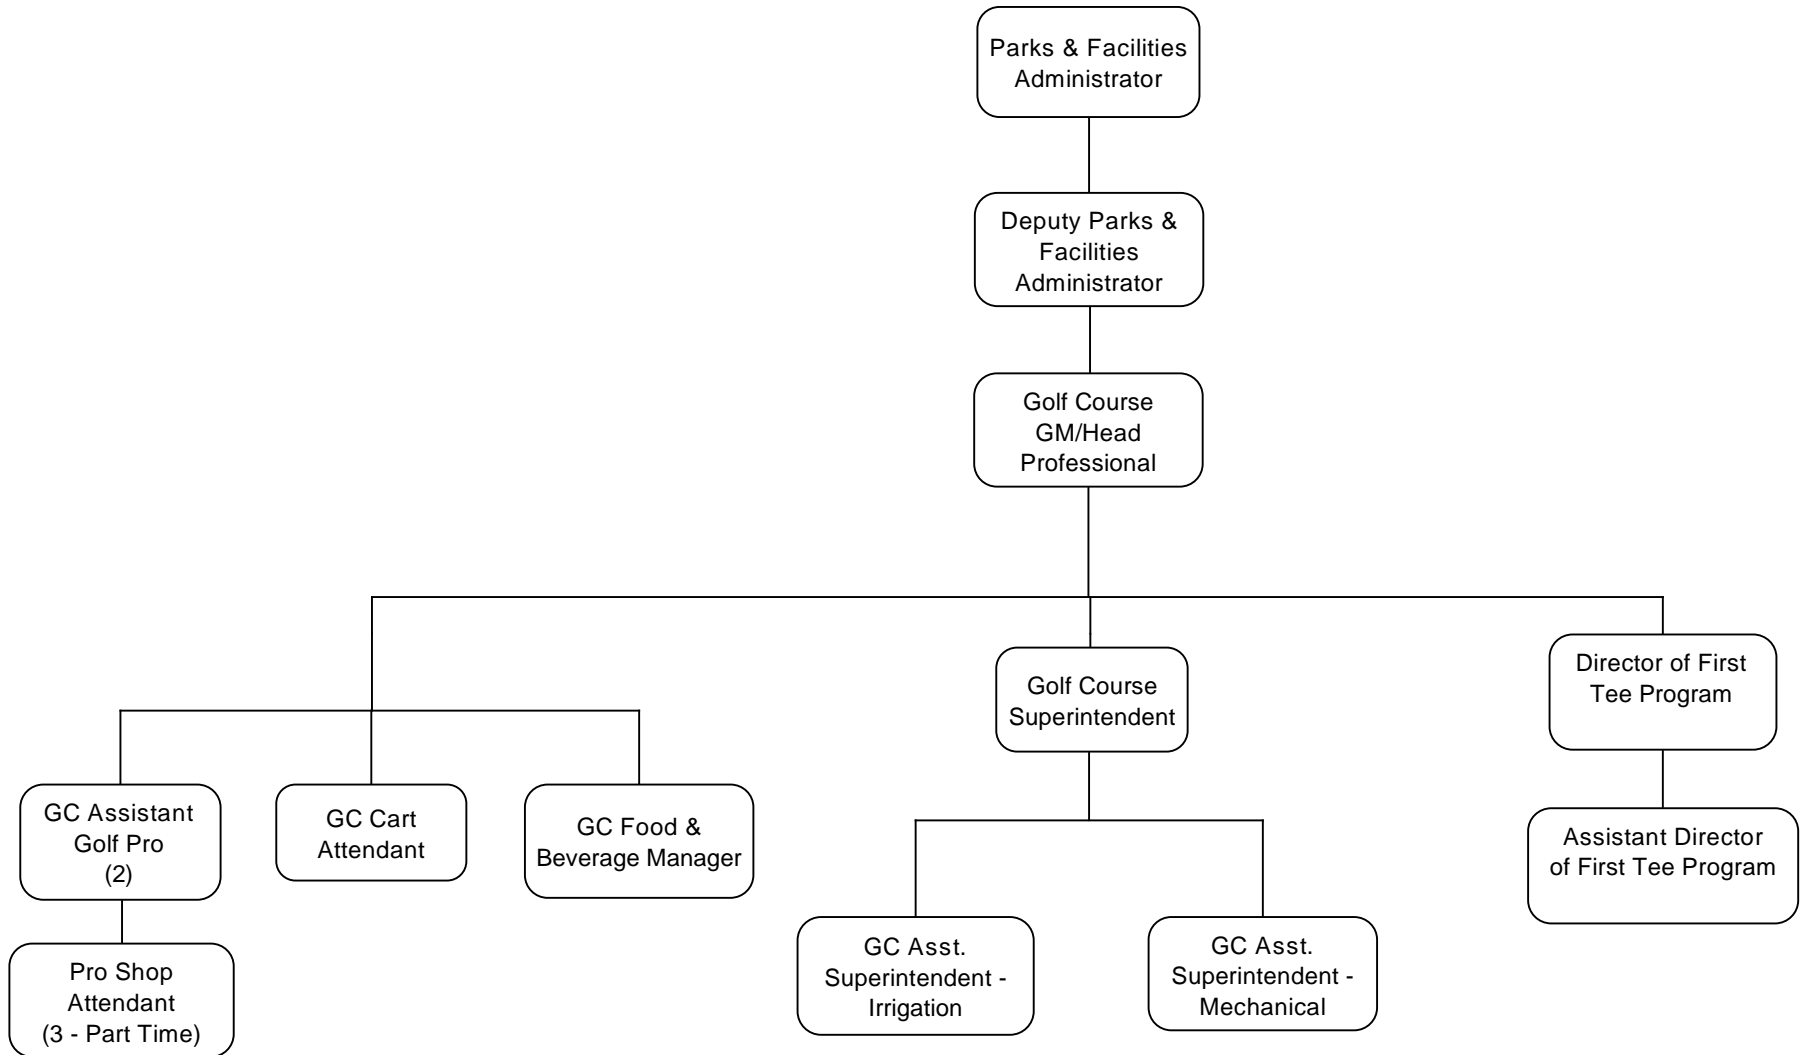 Parks & Facilities
Administrator
Deputy Parks &
Facilities
Administrator
Golf Course
GM/Head
Professional
Golf Course
Superintendent
Director of First
Tee Program
GC Assistant
Golf Pro
(2)
GC Cart
Attendant
GC Food &
Beverage Manager
Assistant Director
of First Tee Program
Pro Shop
Attendant
(3 - Part Time)
GC Asst.
Superintendent -
Irrigation
GC Asst.
Superintendent -
Mechanical